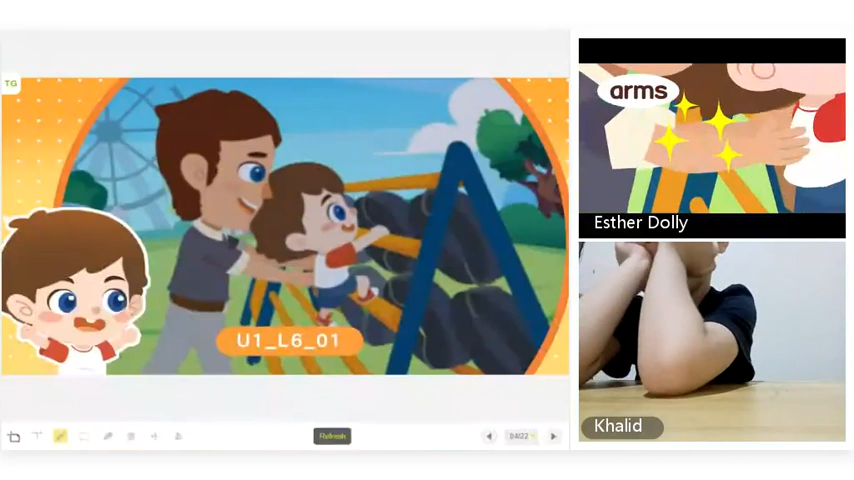 TG
arms
Esther Dolly
U1_L6_01
Khalid
Refresh
04/22